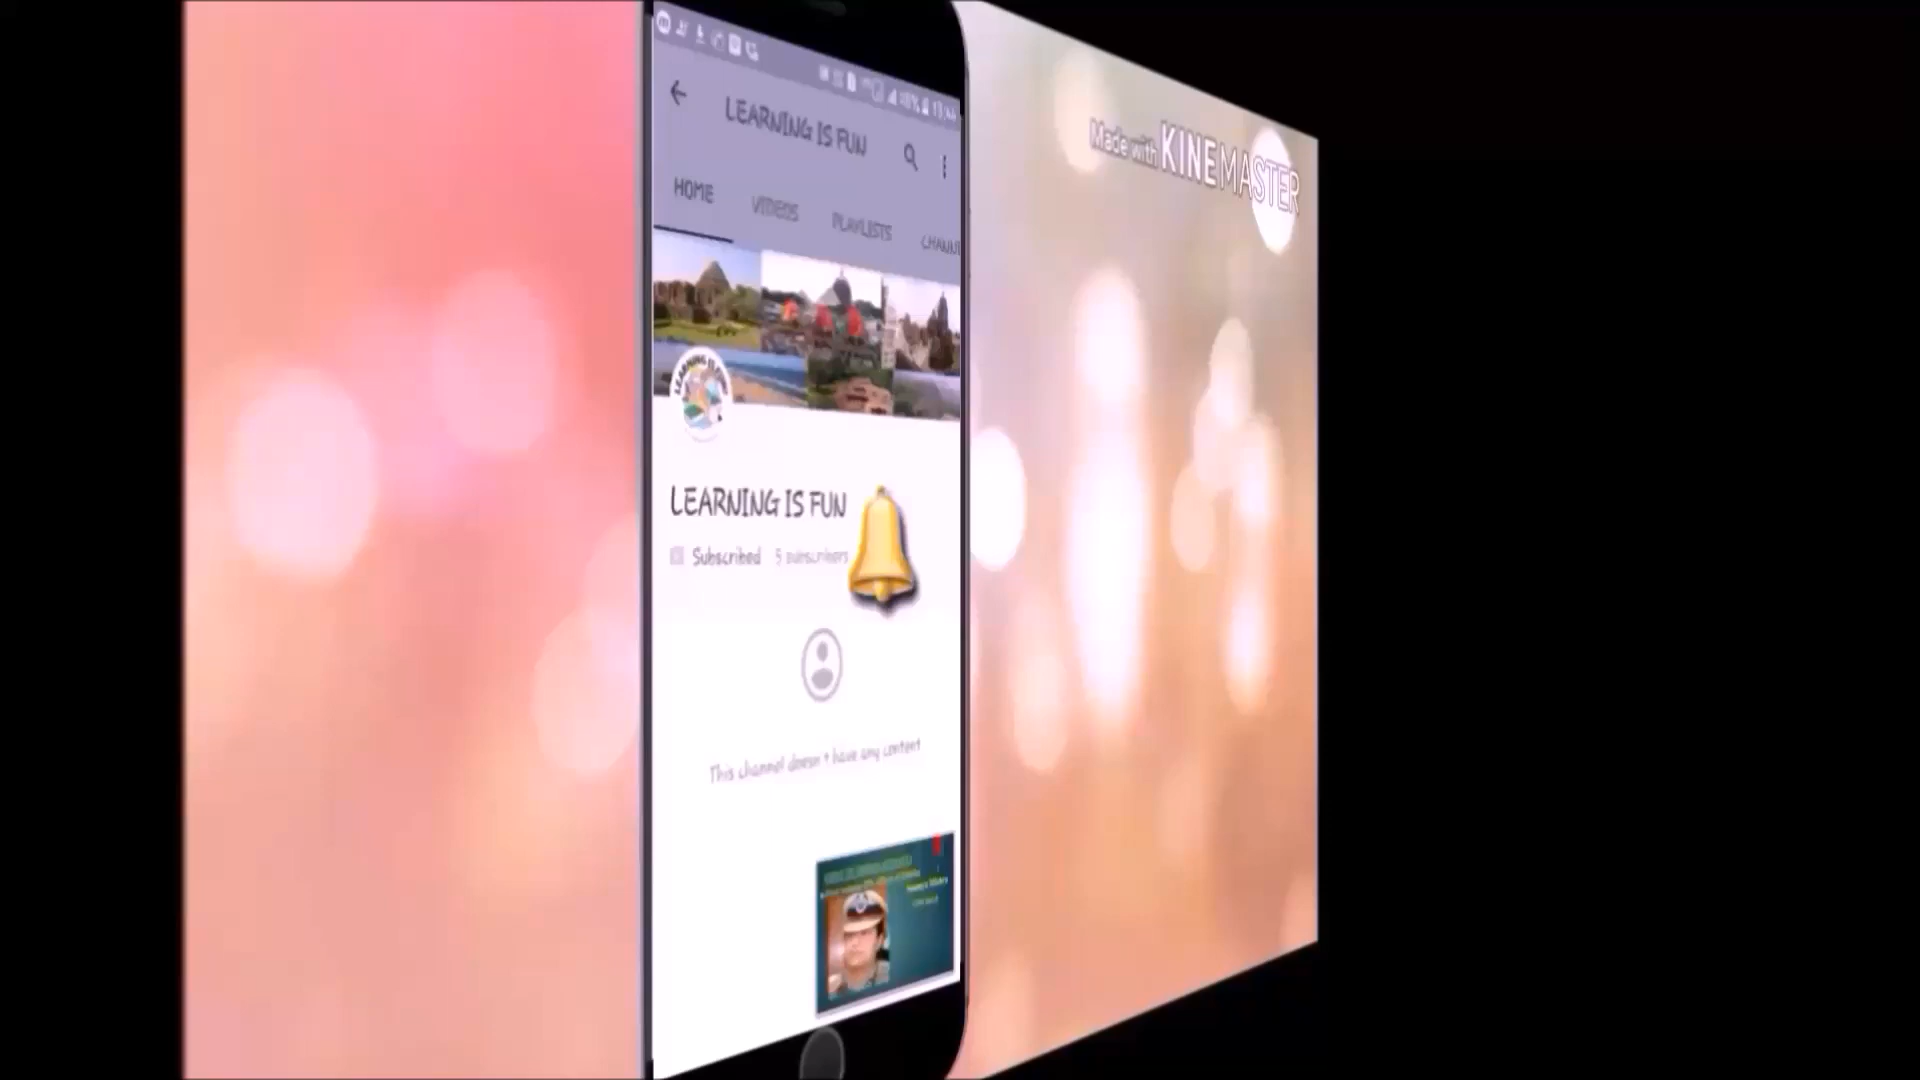 LEARNING IS FUN
HOME VIDEOS PLAYLISTS
Made with KINEMASTER
LEARNING IS FUN
Subscribed 5 subscribers
This channel doesn't have any content